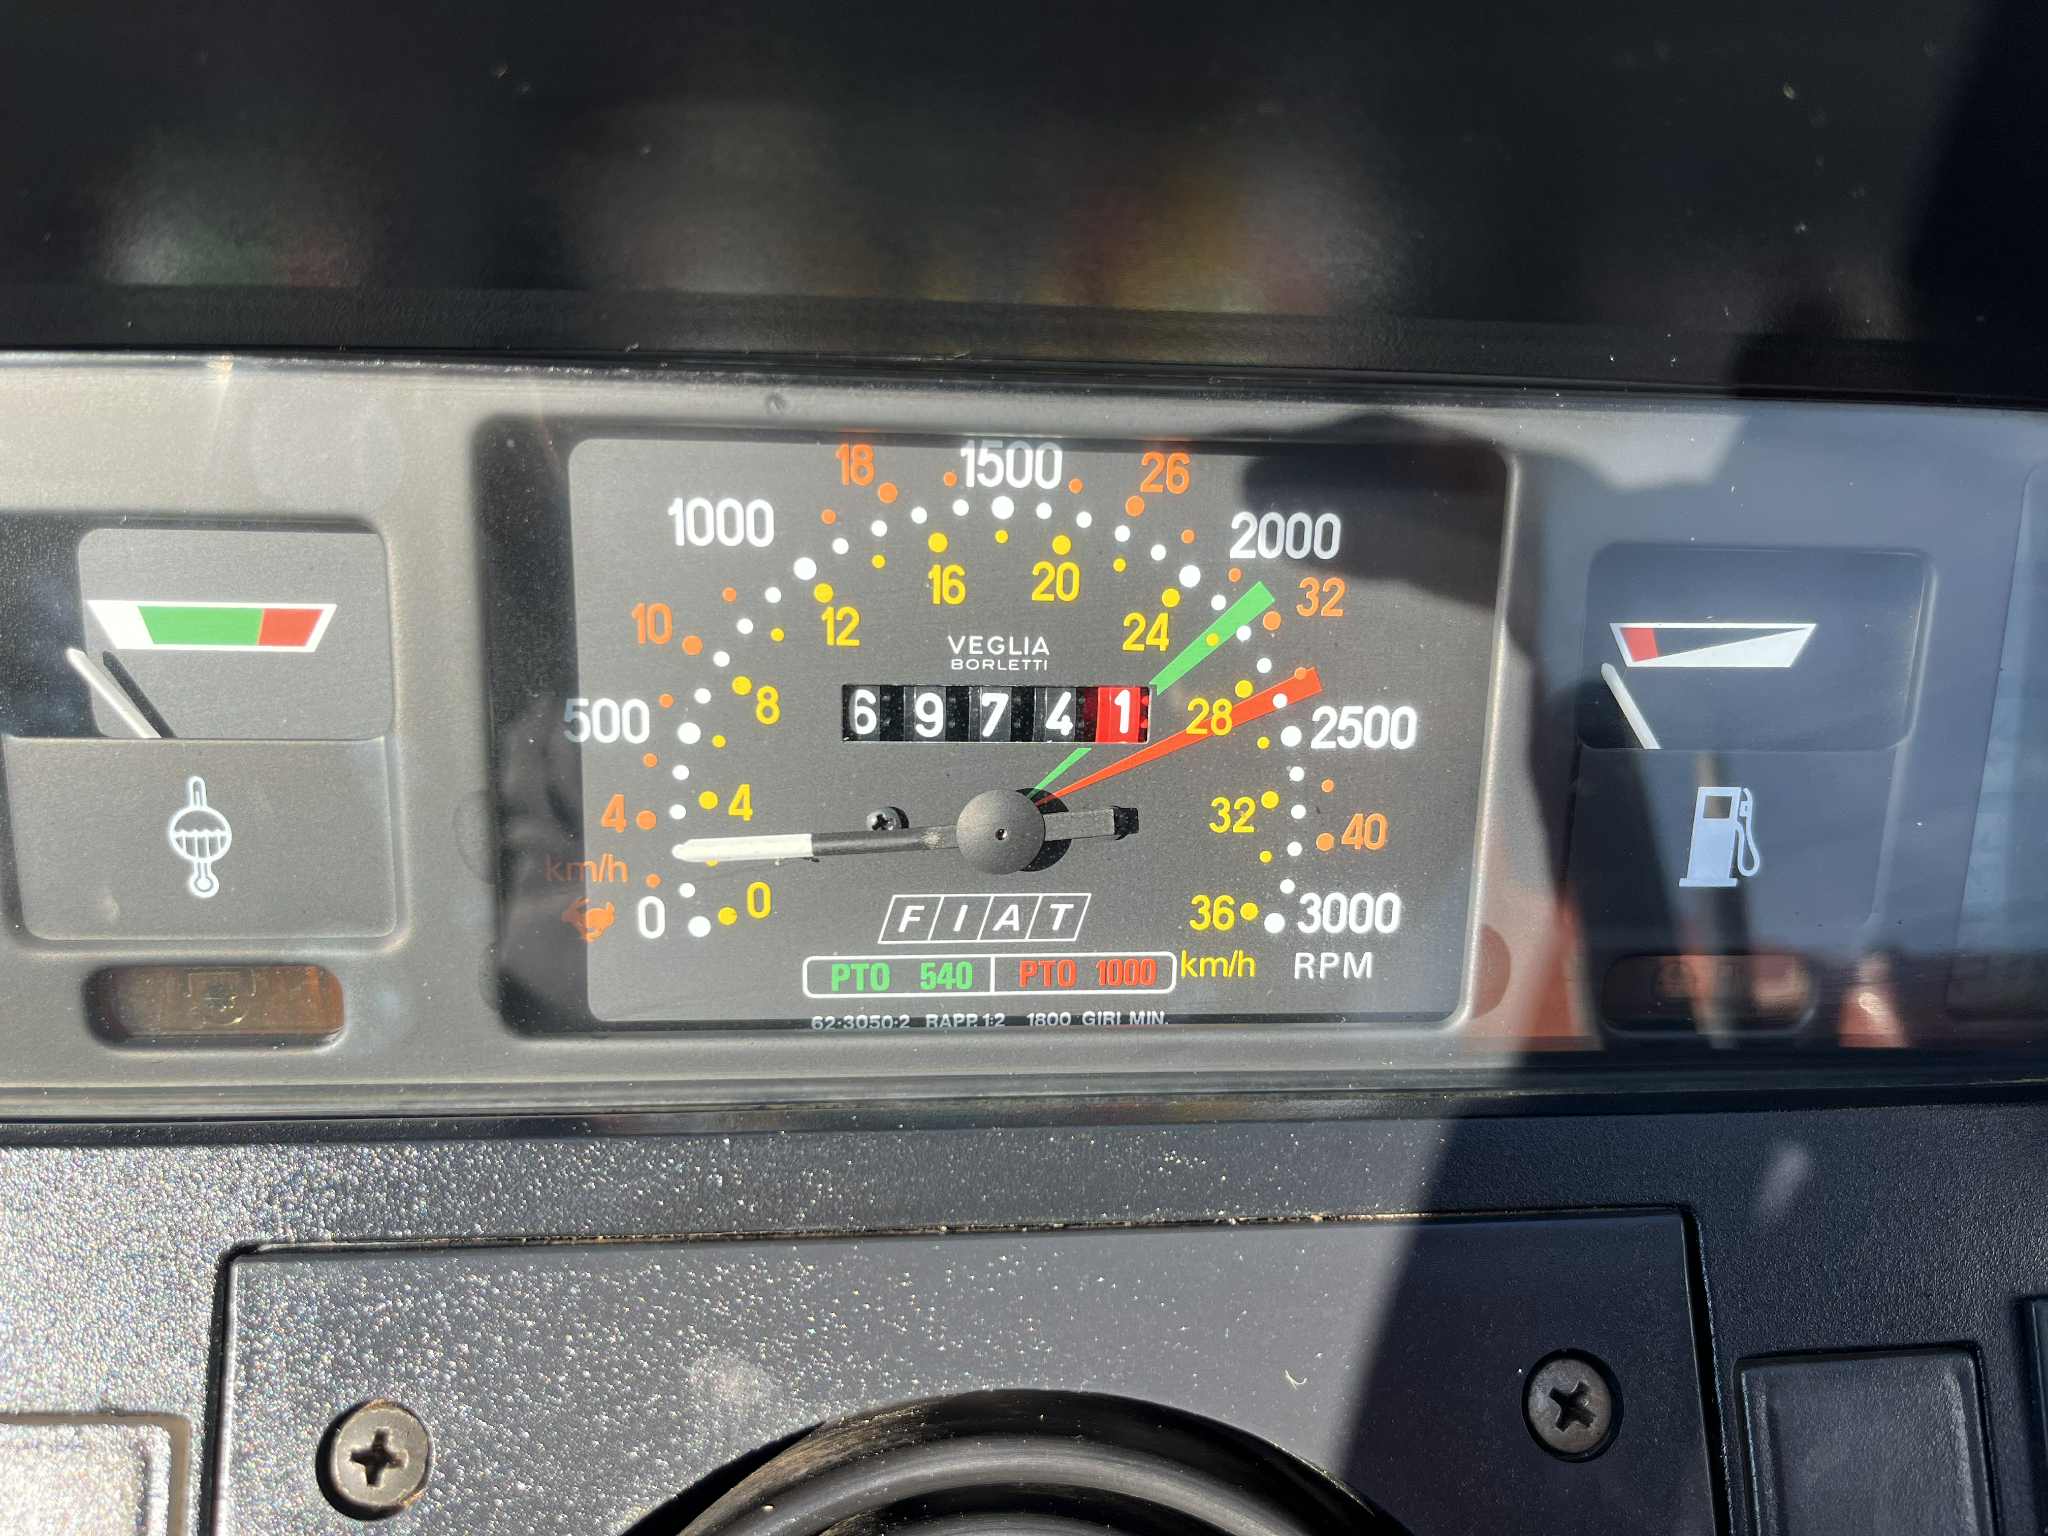 18 1500 26
1000 2000
16 20
10 12 24 32
VEGLIA
BORLETTI
500 8 6 9 7 4 1 28 2500
4 4 32 40
km/h
0 0 FIAT 36 3000
PTO 540 PTO 1000 km/h RPM
62·3050·2 RAPP. 1:2 1800 GIRI MIN.